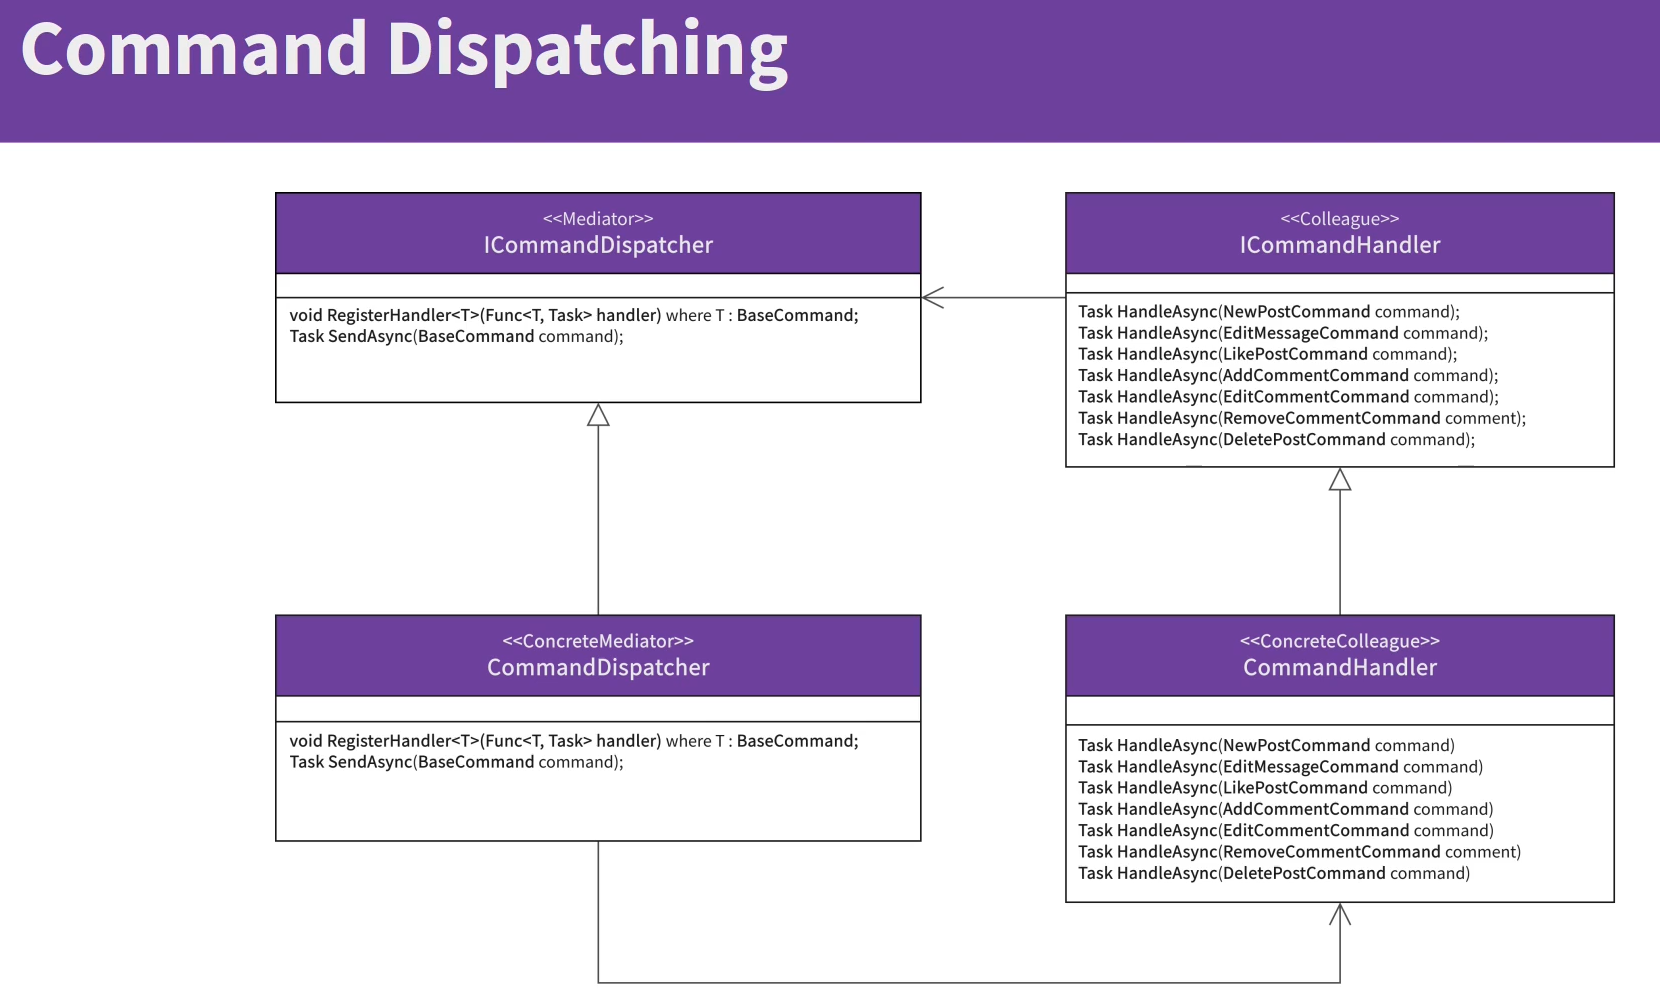 Command Dispatching
<<Mediator>>
ICommandDispatcher
void RegisterHandler<T>(Func<T, Task> handler) where T : BaseCommand;
Task SendAsync(BaseCommand command);
<<Colleague>>
ICommandHandler
Task HandleAsync(NewPostCommand command);
Task HandleAsync(EditMessageCommand command);
Task HandleAsync(LikePostCommand command);
Task HandleAsync(AddCommentCommand command);
Task HandleAsync(EditCommentCommand command);
Task HandleAsync(RemoveCommentCommand comment);
Task HandleAsync(DeletePostCommand command);
<<ConcreteMediator>>
CommandDispatcher
void RegisterHandler<T>(Func<T, Task> handler) where T : BaseCommand;
Task SendAsync(BaseCommand command);
<<ConcreteColleague>>
CommandHandler
Task HandleAsync(NewPostCommand command)
Task HandleAsync(EditMessageCommand command)
Task HandleAsync(LikePostCommand command)
Task HandleAsync(AddCommentCommand command)
Task HandleAsync(EditCommentCommand command)
Task HandleAsync(RemoveCommentCommand comment)
Task HandleAsync(DeletePostCommand command)